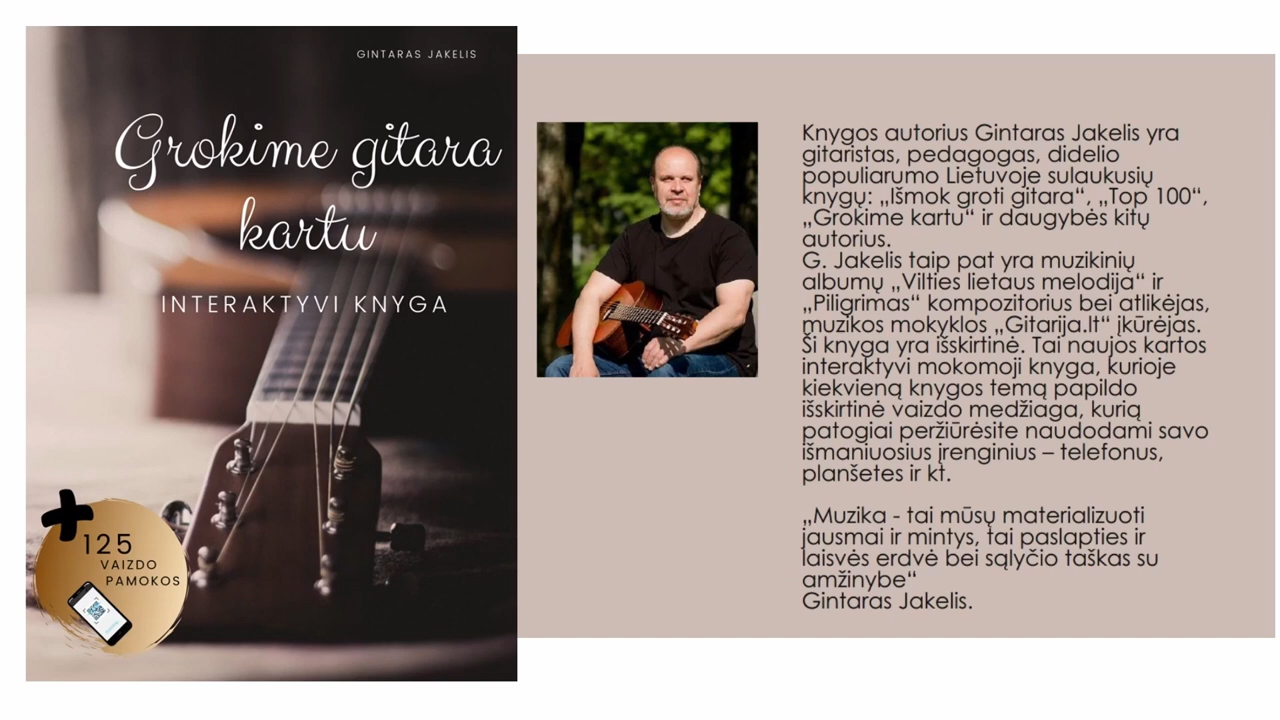 GINTARAS JAKELIS
Grokime gitara
kartu
INTERAKTYVI KNYGA
125
VAIZDO
PAMOKOS
Knygos autorius Gintaras Jakelis yra
gitaristas, pedagogas, didelio
populiarumo Lietuvoje sulaukusių
knygų: „Išmok groti gitara“, „Top 100“,
„Grokime kartu“ ir daugybės kitų
autorius.
G. Jakelis taip pat yra muzikinių
albumų „Vilties lietaus melodija“ ir
„Piligrimas“ kompozitorius bei atlikėjas,
muzikos mokyklos „Gitarija.lt“ įkūrėjas.
Ši knyga yra išskirtinė. Tai naujos kartos
interaktyvi mokomoji knyga, kurioje
kiekvieną knygos temą papildo
išskirtinė vaizdo medžiaga, kurią
patogiai peržiūrėsite naudodami savo
išmaniuosius įrenginius – telefonus,
planšetes ir kt.
„Muzika - tai mūsų materializuoti
jausmai ir mintys, tai paslapties ir
laisvės erdvė bei sąlyčio taškas su
amžinybe“
Gintaras Jakelis.